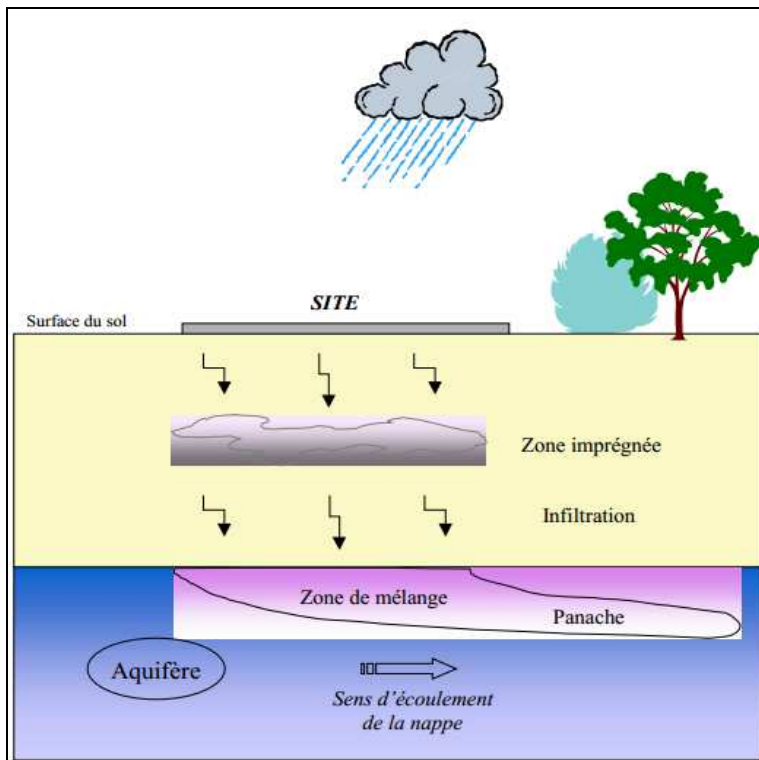 SITE
Surface du sol
Zone imprégnée
Infiltration
Zone de mélange
Panache
Aquifère
Sens d'écoulement
de la nappe